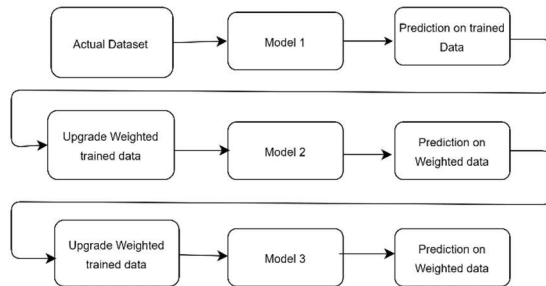 Actual Dataset
Model 1
Prediction on trained
Data
Upgrade Weighted
trained data
Model 2
Prediction on
Weighted data
Upgrade Weighted
trained data
Model 3
Prediction on
Weighted data